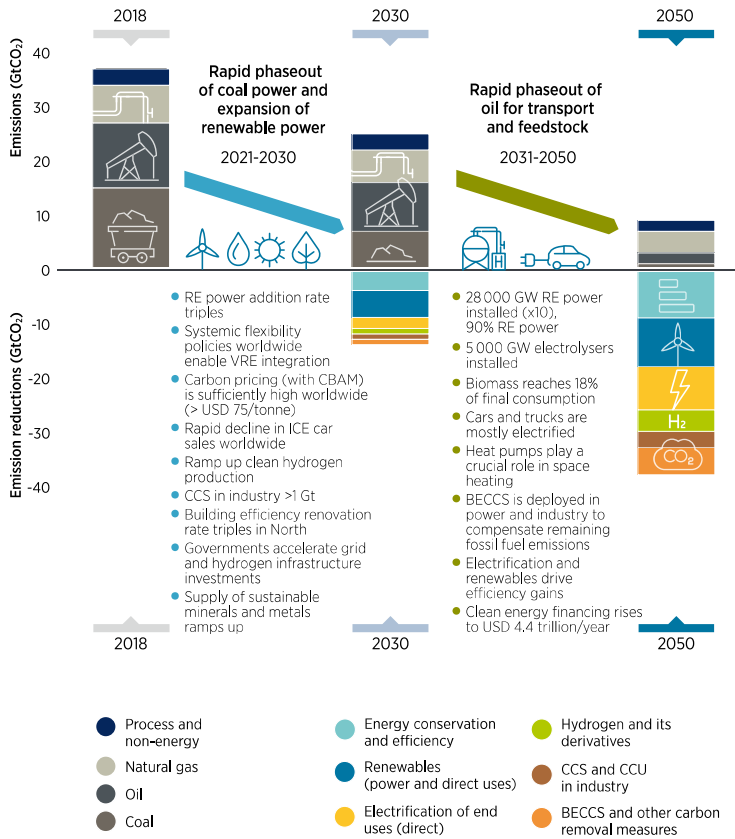 2018
2030
2050
Emissions (GtCO₂)
40
30
20
10
0
Rapid phaseout
of coal power and
expansion of
renewable power
2021-2030
Rapid phaseout of
oil for transport
and feedstock
2031-2050
H
Emission reductions (GtCO₂)
-10
-20
-30
-40
RE power addition rate
triples
Systemic flexibility
policies worldwide
enable VRE integration
Carbon pricing (with CBAM)
is sufficiently high worldwide
(> USD 75/tonne)
Rapid decline in ICE car
sales worldwide
Ramp up clean hydrogen
production
CCS in industry >1 Gt
Building efficiency renovation
rate triples in North
Governments accelerate grid
and hydrogen infrastructure
investments
Supply of sustainable
minerals and metals
ramps up
28 000 GW RE power
installed (x10),
90% RE power
5 000 GW electrolysers
installed
Biomass reaches 18%
of final consumption
Cars and trucks are
mostly electrified
Heat pumps play a
crucial role in space
heating
BECCS is deployed in
power and industry to
compensate remaining
fossil fuel emissions
Electrification and
renewables drive
efficiency gains
Clean energy financing rises
to USD 4.4 trillion/year
H₂
CO₂
2018
2030
2050
Process and
non-energy
Natural gas
Oil
Coal
Energy conservation
and efficiency
Renewables
(power and direct uses)
Electrification of end
uses (direct)
Hydrogen and its
derivatives
CCS and CCU
in industry
BECCS and other carbon
removal measures